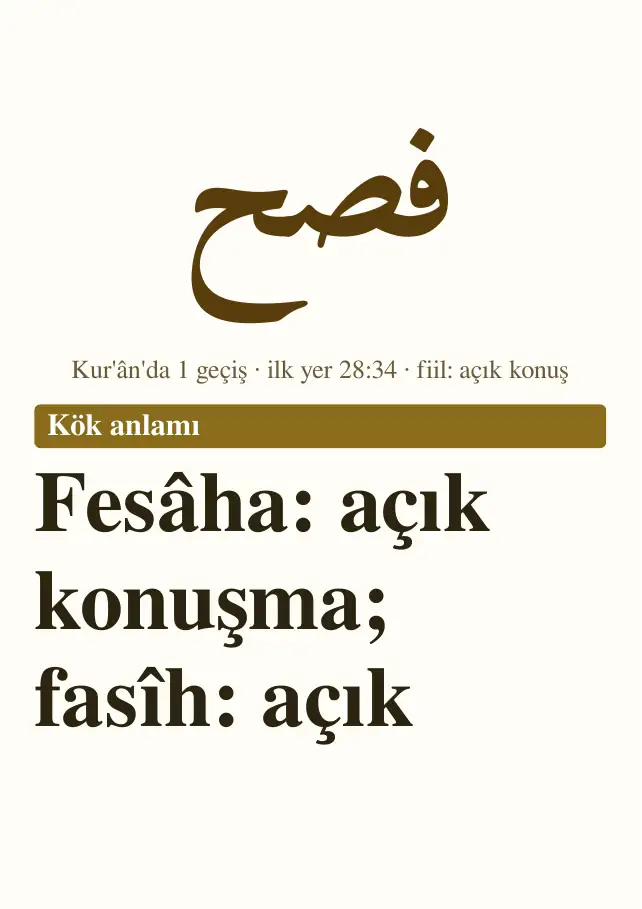 فصح
Kur'ân'da 1 geçiş · ilk yer 28:34 · fiil: açık konuş
Kök anlamı
Fesâha: açık
konuşma;
fasîh: açık